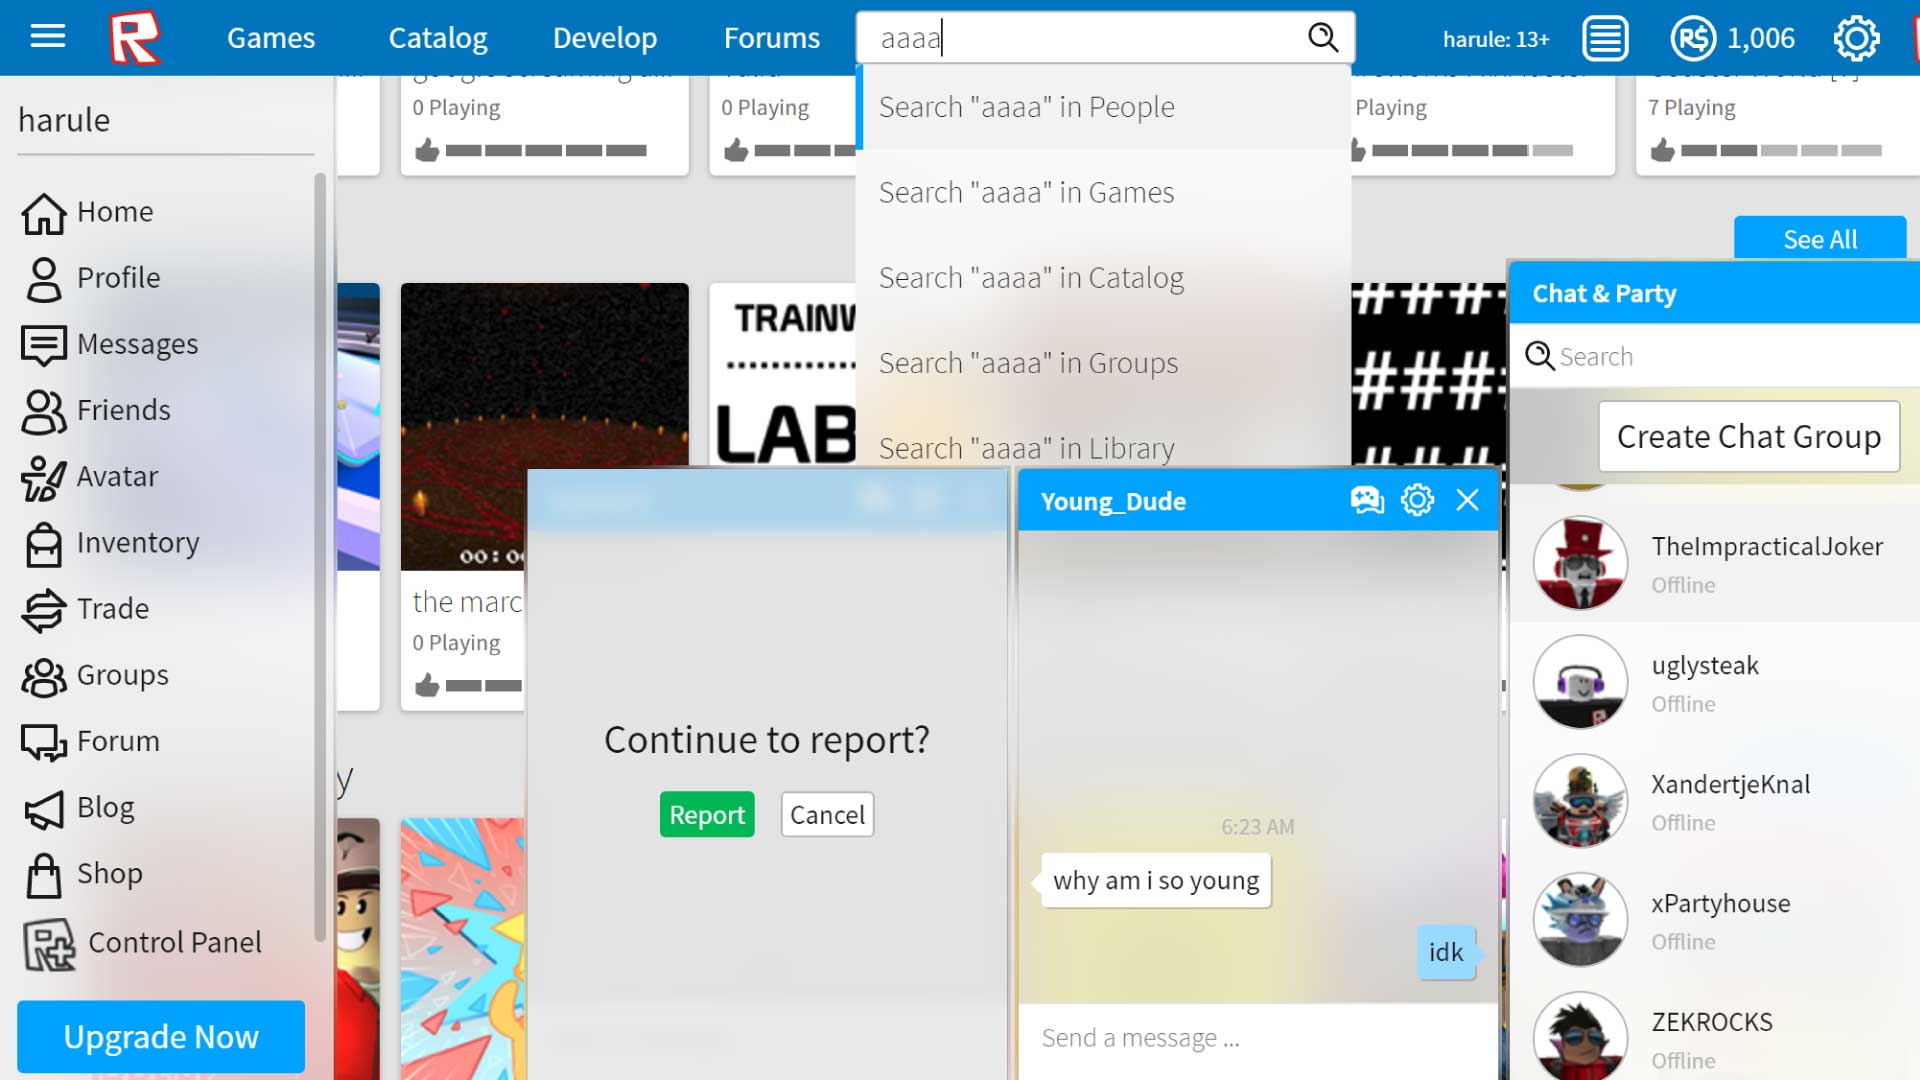 Games
Catalog
Develop
Forums
aaaa
harule: 13+
R$ 1,006
harule
Home
Profile
Messages
Friends
Avatar
Inventory
Trade
Groups
Forum
Blog
Shop
Control Panel
Upgrade Now
0 Playing
0 Playing
Playing
7 Playing
Search "aaaa" in People
Search "aaaa" in Games
Search "aaaa" in Catalog
Search "aaaa" in Groups
Search "aaaa" in Library
See All
TRAINW
LAB
####
####
00:0
the marc
0 Playing
y
Continue to report?
Report
Cancel
Young_Dude
6:23 AM
why am i so young
idk
Send a message ...
Chat & Party
Search
Create Chat Group
TheImpracticalJoker
Offline
uglysteak
Offline
XandertjeKnal
Offline
xPartyhouse
Offline
ZEKROCKS
Offline